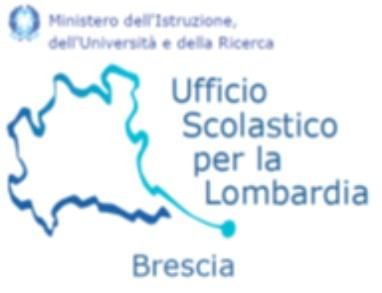 Ministero dell'Istruzione,
dell'Università e della Ricerca
Ufficio
Scolastico
per la
Lombardia
Brescia